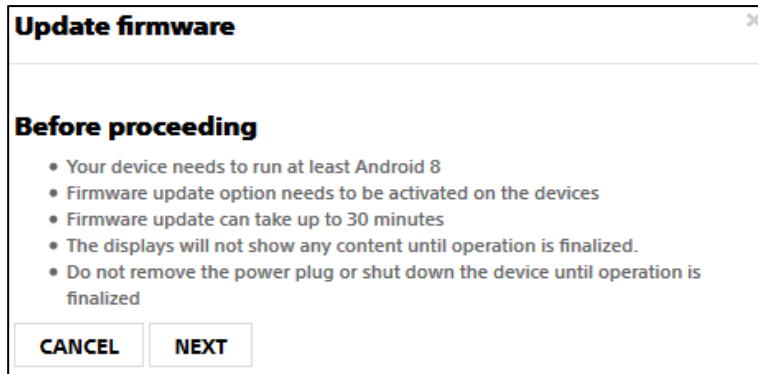 Update firmware
Before proceeding
Your device needs to run at least Android 8
Firmware update option needs to be activated on the devices
Firmware update can take up to 30 minutes
The displays will not show any content until operation is finalized.
Do not remove the power plug or shut down the device until operation is
finalized
CANCEL NEXT